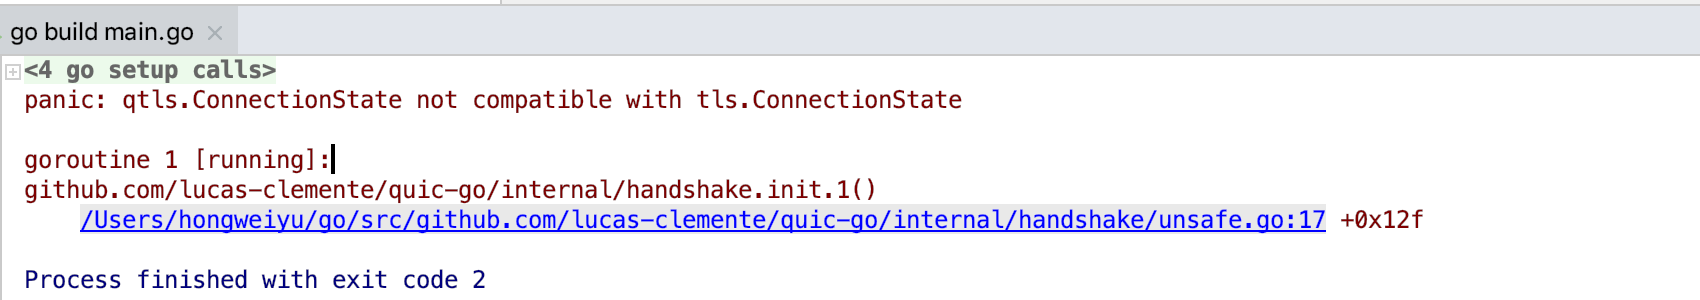 go build main.go
<4 go setup calls>
panic: qtls.ConnectionState not compatible with tls.ConnectionState
goroutine 1 [running]:
github.com/lucas-clemente/quic-go/internal/handshake.init.1()
/Users/hongweiyu/go/src/github.com/lucas-clemente/quic-go/internal/handshake/unsafe.go:17 +0x12f
Process finished with exit code 2